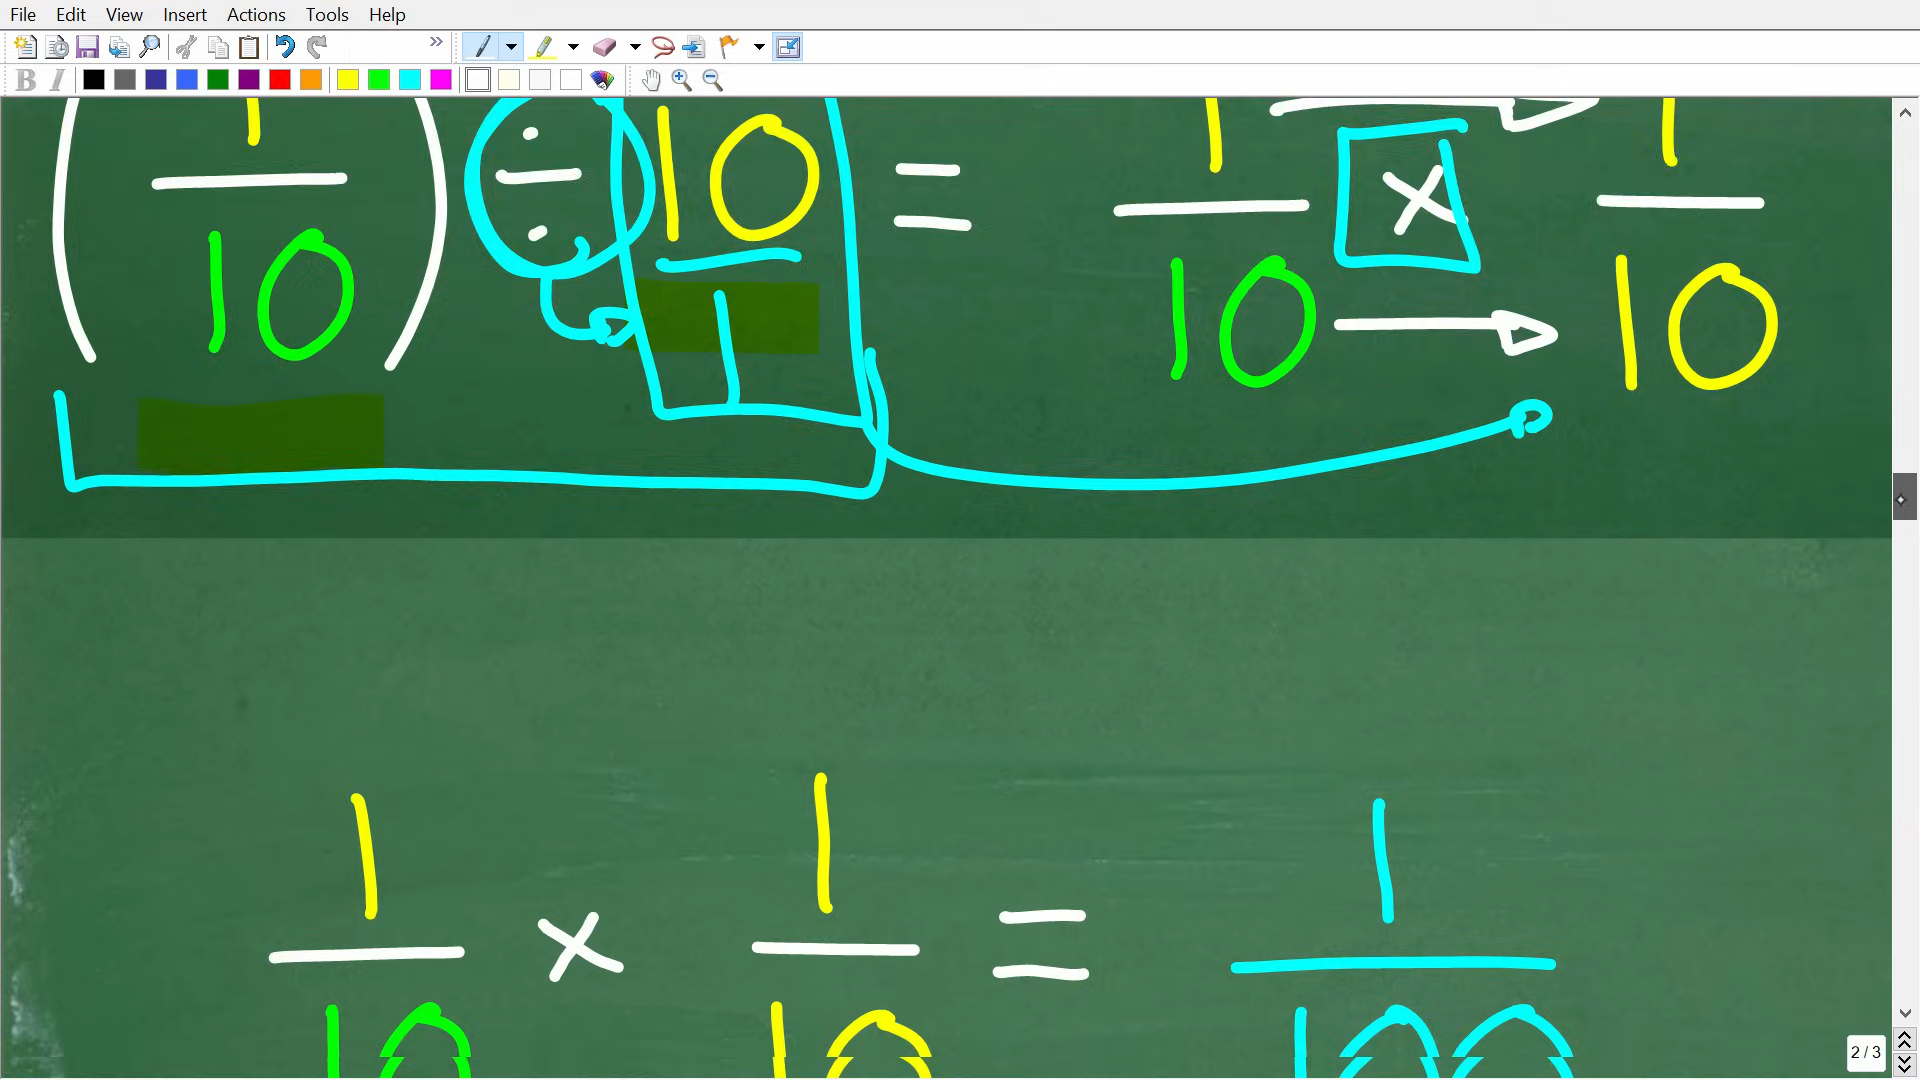 File Edit View Insert Actions Tools Help
B I
( 1/10 ) ÷ 10/1 = 1/10 × 1/10
1/10 × 1/10 = 1/100
2 / 3